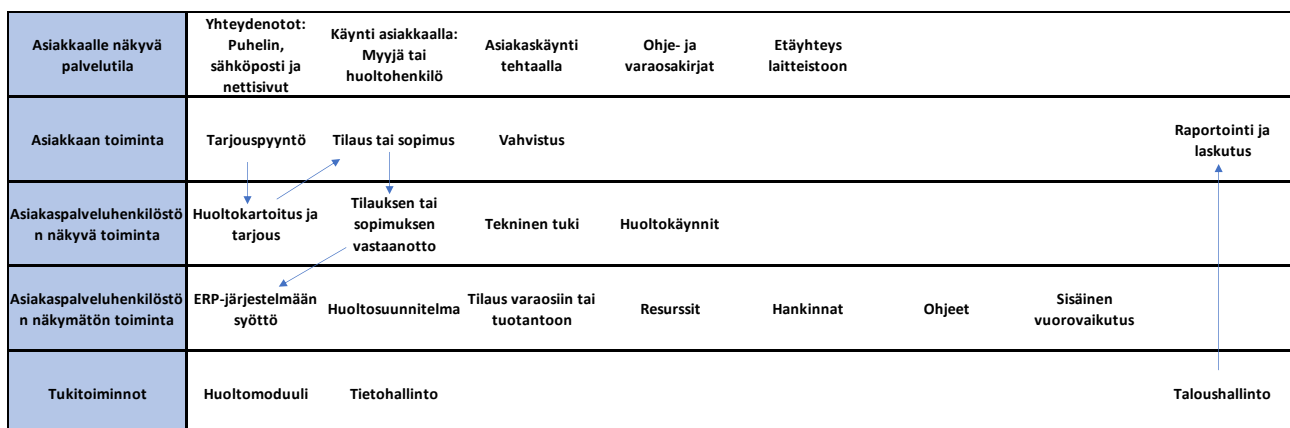 Asiakkaalle näkyvä
palvelutila
Yhteydenotot:
Puhelin,
sähköposti ja
nettisivut
Käynti asiakkaalla:
Myyjä tai
huoltohenkilö
Asiakaskäynti
tehtaalla
Ohje- ja
varaosakirjat
Etäyhteys
laitteistoon
Asiakkaan toiminta
Tarjouspyyntö
Tilaus tai sopimus
Vahvistus
Raportointi ja
laskutus
Asiakaspalveluhenkilöstö
n näkyvä toiminta
Huoltokartoitus ja
tarjous
Tilauksen tai
sopimuksen
vastaanotto
Tekninen tuki
Huoltokäynnit
Asiakaspalveluhenkilöstö
n näkymätön toiminta
ERP-järjestelmään
syöttö
Huoltosuunnitelma
Tilaus varaosiin tai
tuotantoon
Resurssit
Hankinnat
Ohjeet
Sisäinen
vuorovaikutus
Tukitoiminnot
Huoltomoduuli
Tietohallinto
Taloushallinto